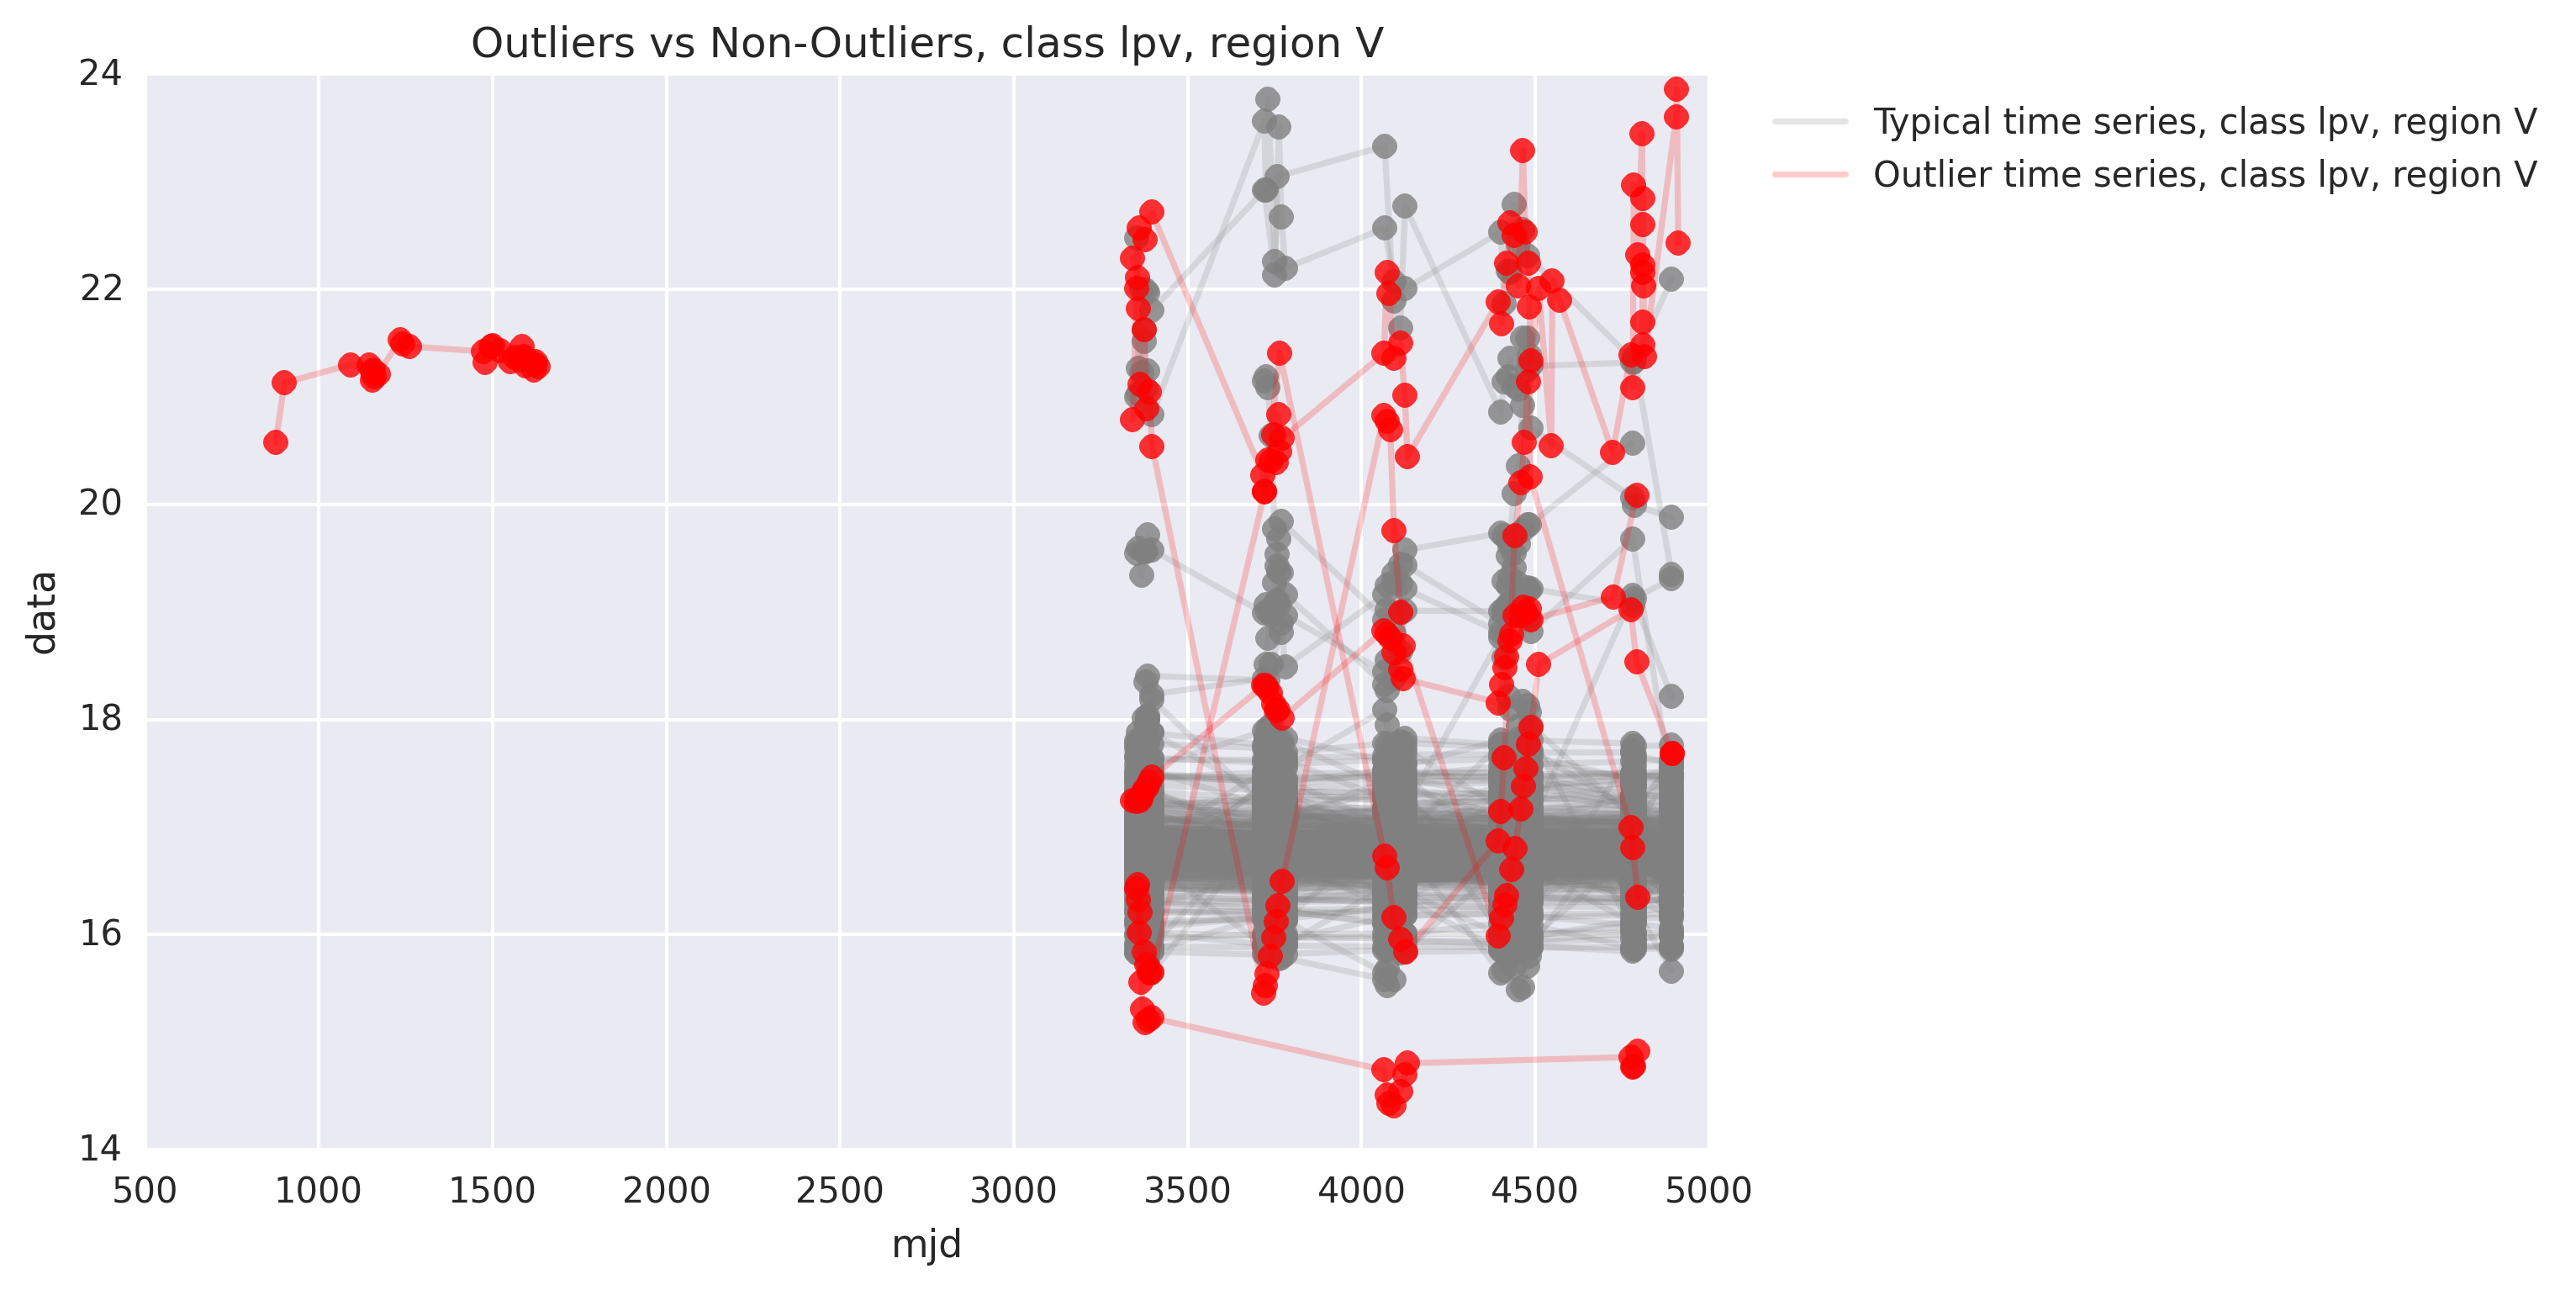 Outliers vs Non-Outliers, class lpv, region V
24
22
20
18
16
14
data
500 1000 1500 2000 2500 3000 3500 4000 4500 5000
mjd
Typical time series, class lpv, region V
Outlier time series, class lpv, region V